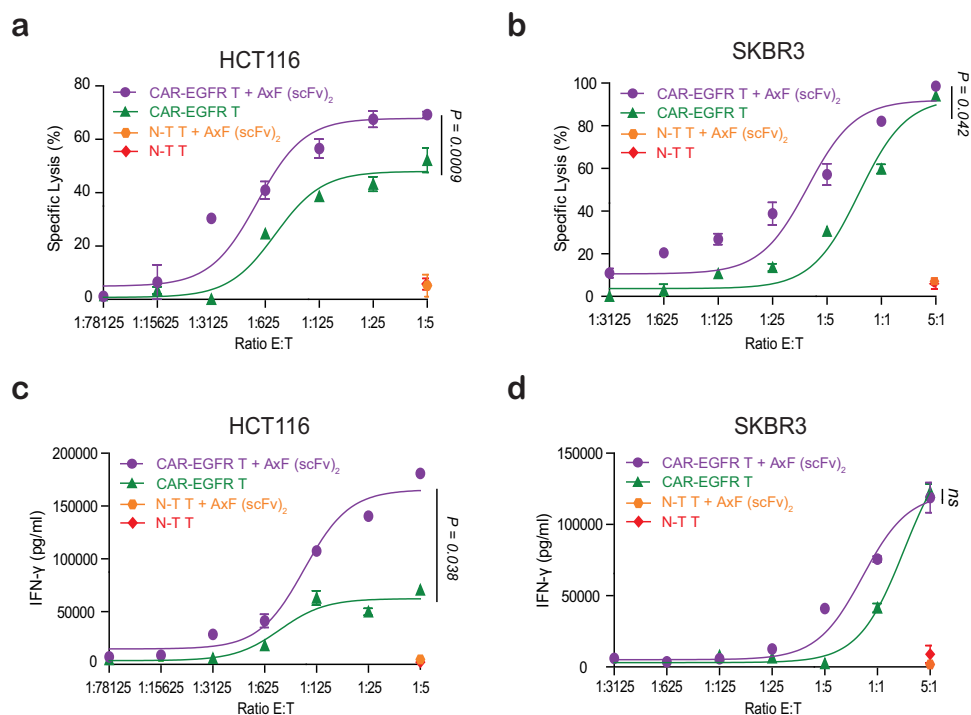 a
HCT116
80
60
40
20
0
Specific Lysis (%)
CAR-EGFR T + AxF (scFv)₂
CAR-EGFR T
N-T T + AxF (scFv)₂
N-T T
P = 0.0009
1:78125 1:15625 1:3125 1:625 1:125 1:25 1:5
Ratio E:T
b
SKBR3
100
80
60
40
20
0
Specific Lysis (%)
CAR-EGFR T + AxF (scFv)₂
CAR-EGFR T
N-T T + AxF (scFv)₂
N-T T
P = 0.042
1:3125 1:625 1:125 1:25 1:5 1:1 5:1
Ratio E:T
c
HCT116
200000
150000
100000
50000
0
IFN-γ (pg/ml)
CAR-EGFR T + AxF (scFv)₂
CAR-EGFR T
N-T T + AxF (scFv)₂
N-T T
P = 0.038
1:78125 1:15625 1:3125 1:625 1:125 1:25 1:5
Ratio E:T
d
SKBR3
150000
100000
50000
0
IFN-γ (pg/ml)
CAR-EGFR T + AxF (scFv)₂
CAR-EGFR T
N-T T + AxF (scFv)₂
N-T T
ns
1:3125 1:625 1:125 1:25 1:5 1:1 5:1
Ratio E:T